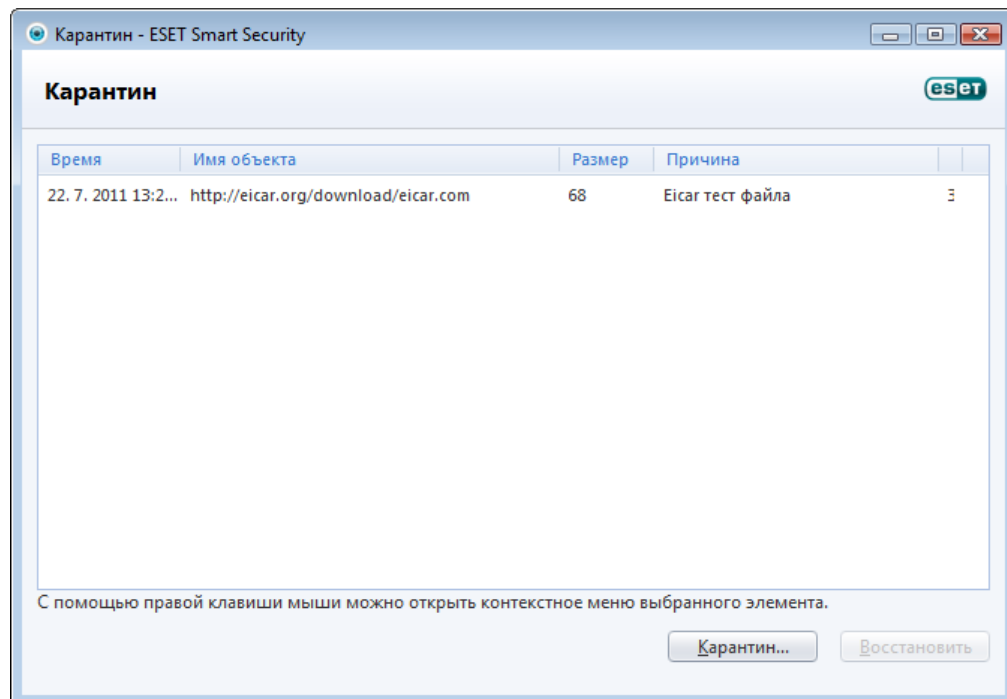 Карантин - ESET Smart Security
Карантин
eset
Время Имя объекта Размер Причина
22. 7. 2011 13:2... http://eicar.org/download/eicar.com 68 Eicar тест файла
С помощью правой клавиши мыши можно открыть контекстное меню выбранного элемента.
Карантин... Восстановить